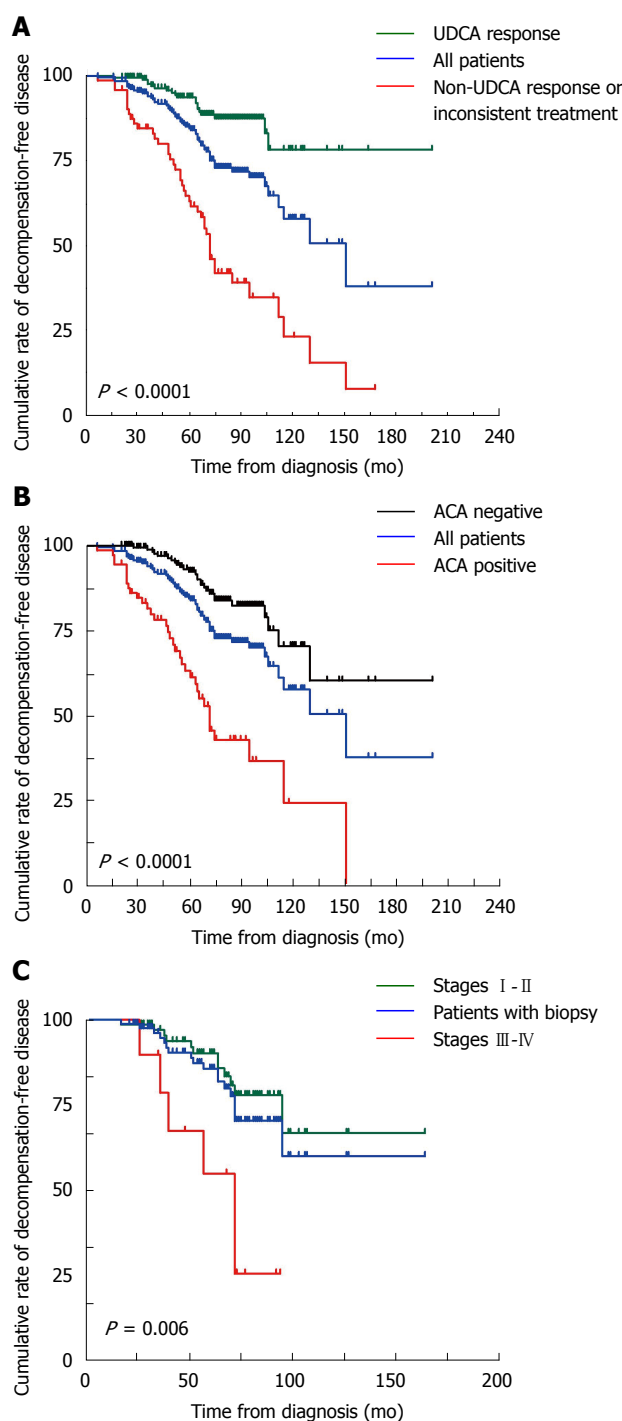 A
UDCA response
All patients
Non-UDCA response or
inconsistent treatment
Cumulative rate of decompensation-free disease
100
75
50
25
0
P < 0.0001
0 30 60 90 120 150 180 210 240
Time from diagnosis (mo)
B
ACA negative
All patients
ACA positive
Cumulative rate of decompensation-free disease
100
75
50
25
0
P < 0.0001
0 30 60 90 120 150 180 210 240
Time from diagnosis (mo)
C
Stages Ⅰ-Ⅱ
Patients with biopsy
Stages Ⅲ-Ⅳ
Cumulative rate of decompensation-free disease
100
75
50
25
0
P = 0.006
0 50 100 150 200
Time from diagnosis (mo)